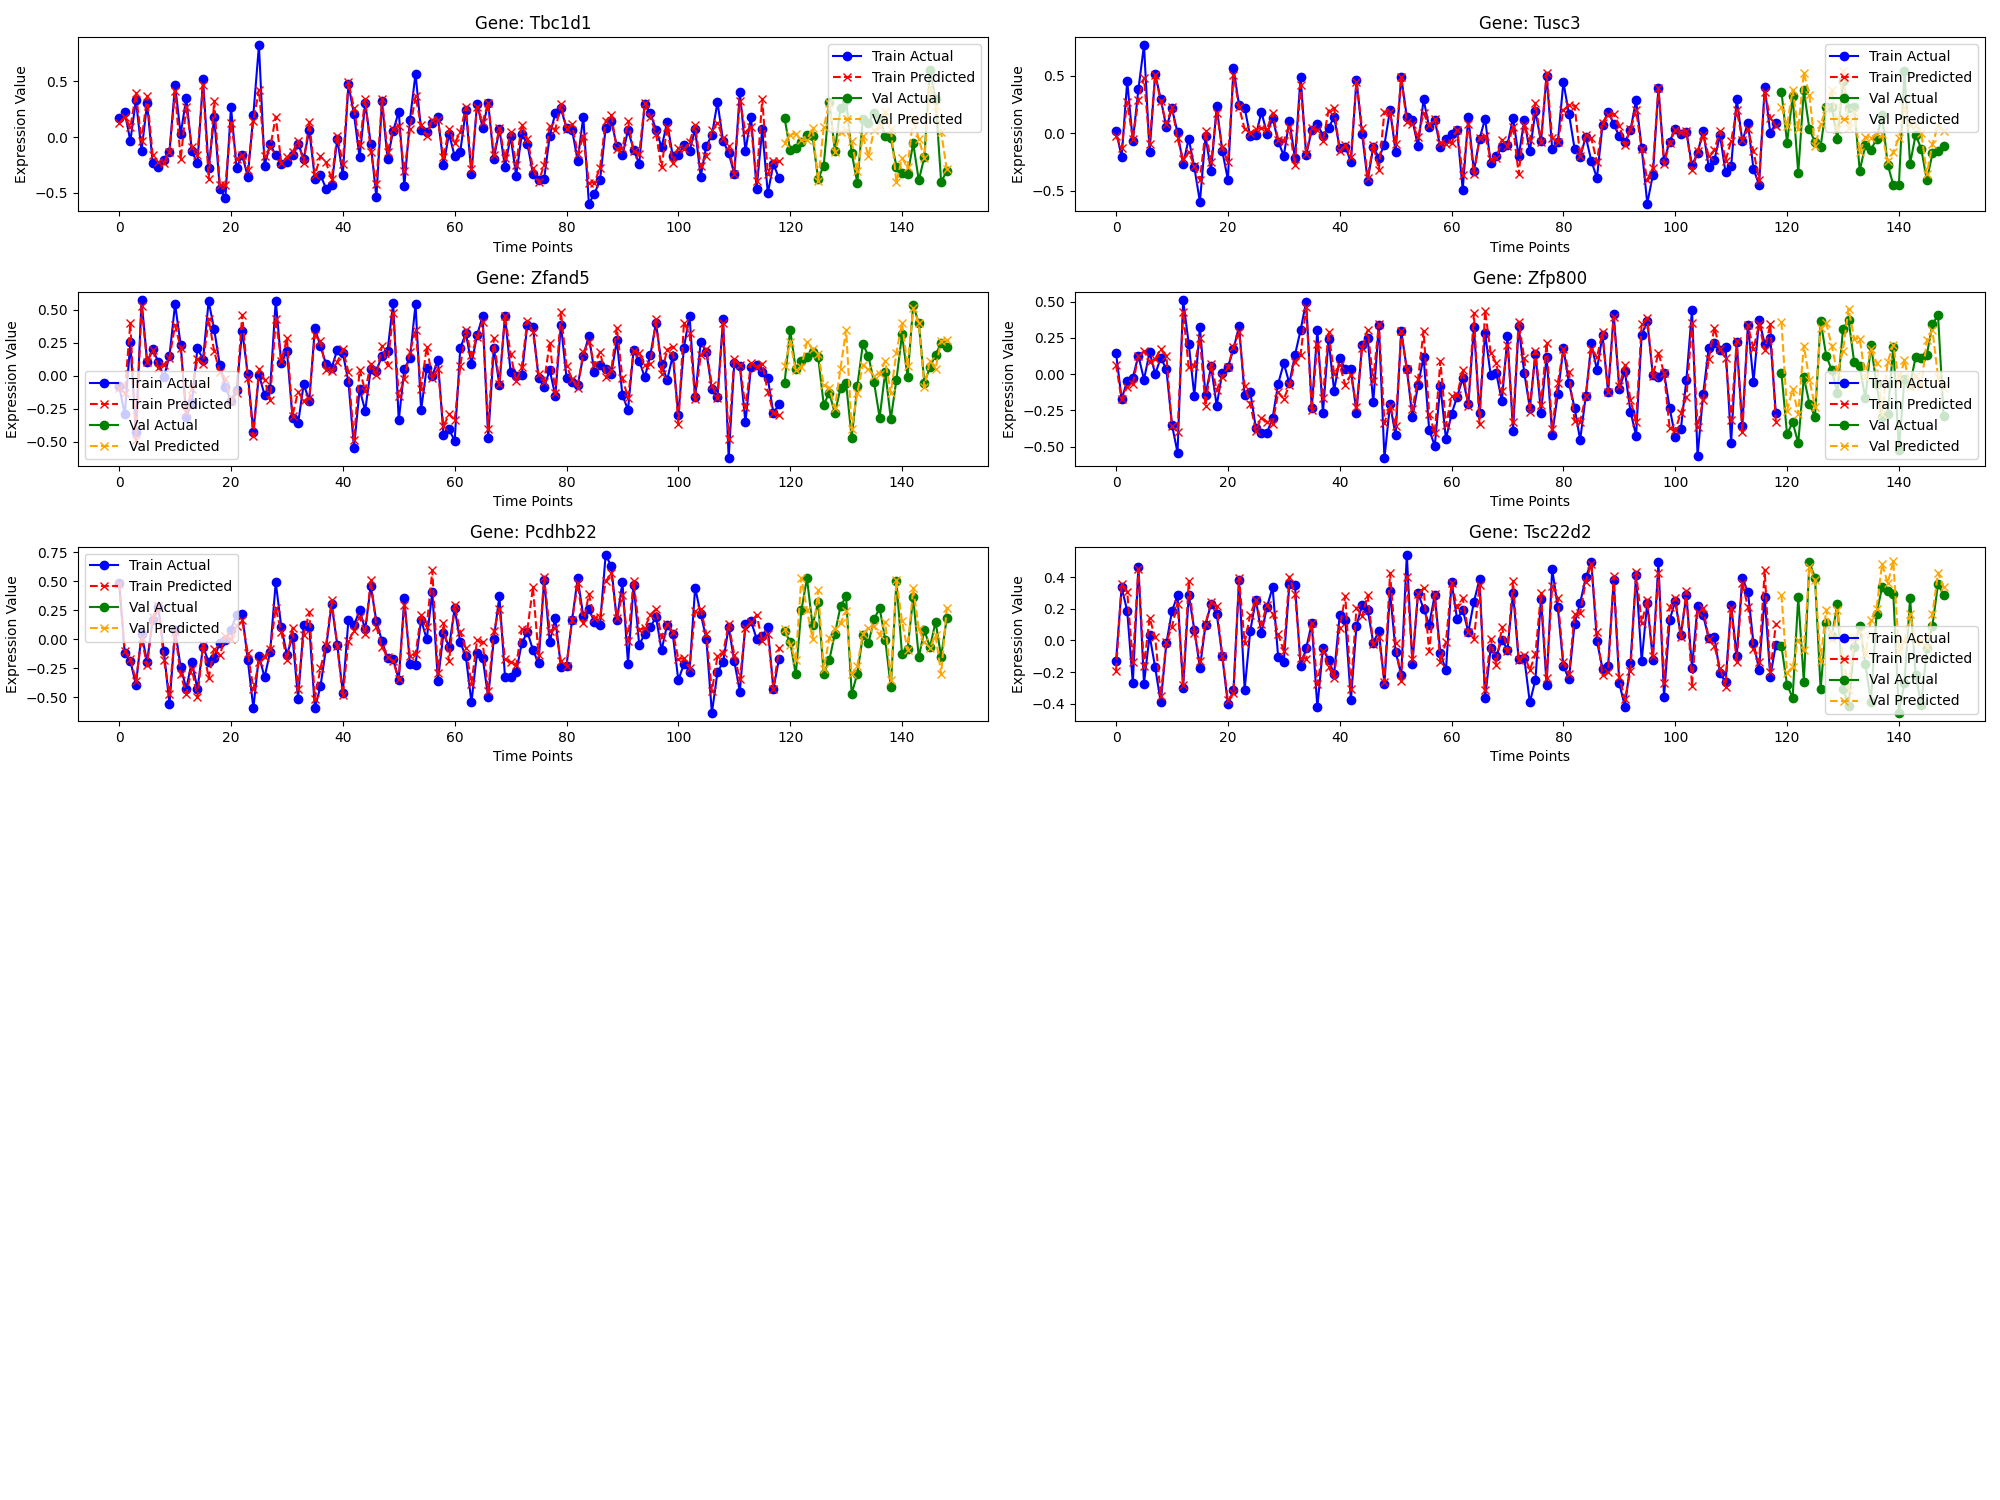 Gene: Tbc1d1
Expression Value
0.5
0.0
−0.5
Train Actual
Train Predicted
Val Actual
Val Predicted
0 20 40 60 80 100 120 140
Time Points
Gene: Tusc3
Expression Value
0.5
0.0
−0.5
Train Actual
Train Predicted
Val Actual
Val Predicted
0 20 40 60 80 100 120 140
Time Points
Gene: Zfand5
Expression Value
0.50
0.25
0.00
−0.25
−0.50
Train Actual
Train Predicted
Val Actual
Val Predicted
0 20 40 60 80 100 120 140
Time Points
Gene: Zfp800
Expression Value
0.50
0.25
0.00
−0.25
−0.50
Train Actual
Train Predicted
Val Actual
Val Predicted
0 20 40 60 80 100 120 140
Time Points
Gene: Pcdhb22
Expression Value
0.75
0.50
0.25
0.00
−0.25
−0.50
Train Actual
Train Predicted
Val Actual
Val Predicted
0 20 40 60 80 100 120 140
Time Points
Gene: Tsc22d2
Expression Value
0.4
0.2
0.0
−0.2
−0.4
Train Actual
Train Predicted
Val Actual
Val Predicted
0 20 40 60 80 100 120 140
Time Points